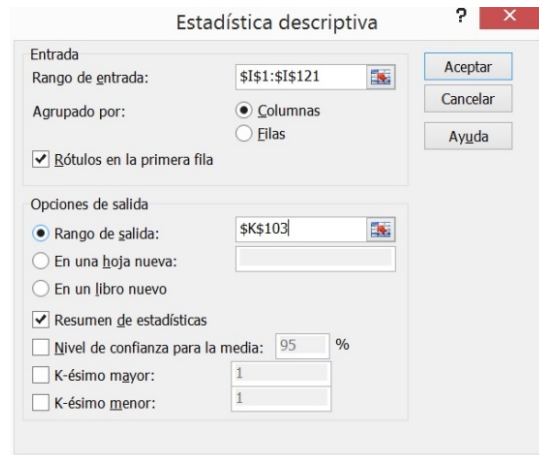 Estadística descriptiva
?
Entrada
Rango de entrada: $I$1:$I$121
Agrupado por: Columnas
Filas
Rótulos en la primera fila
Aceptar
Cancelar
Ayuda
Opciones de salida
Rango de salida: $K$103
En una hoja nueva:
En un libro nuevo
Resumen de estadísticas
Nivel de confianza para la media: 95 %
K-ésimo mayor: 1
K-ésimo menor: 1